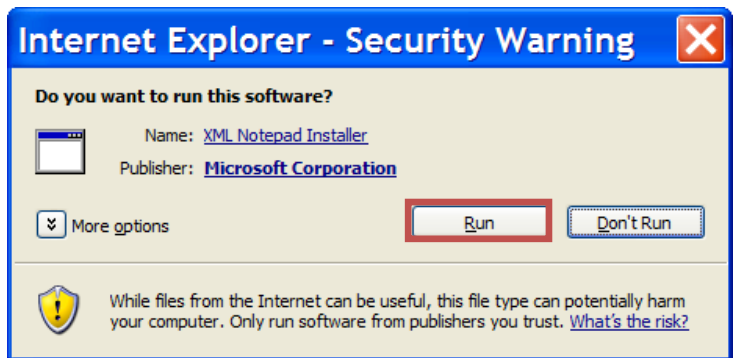 Internet Explorer - Security Warning
Do you want to run this software?
Name: XML Notepad Installer
Publisher: Microsoft Corporation
More options Run Don't Run
While files from the Internet can be useful, this file type can potentially harm
your computer. Only run software from publishers you trust. What's the risk?